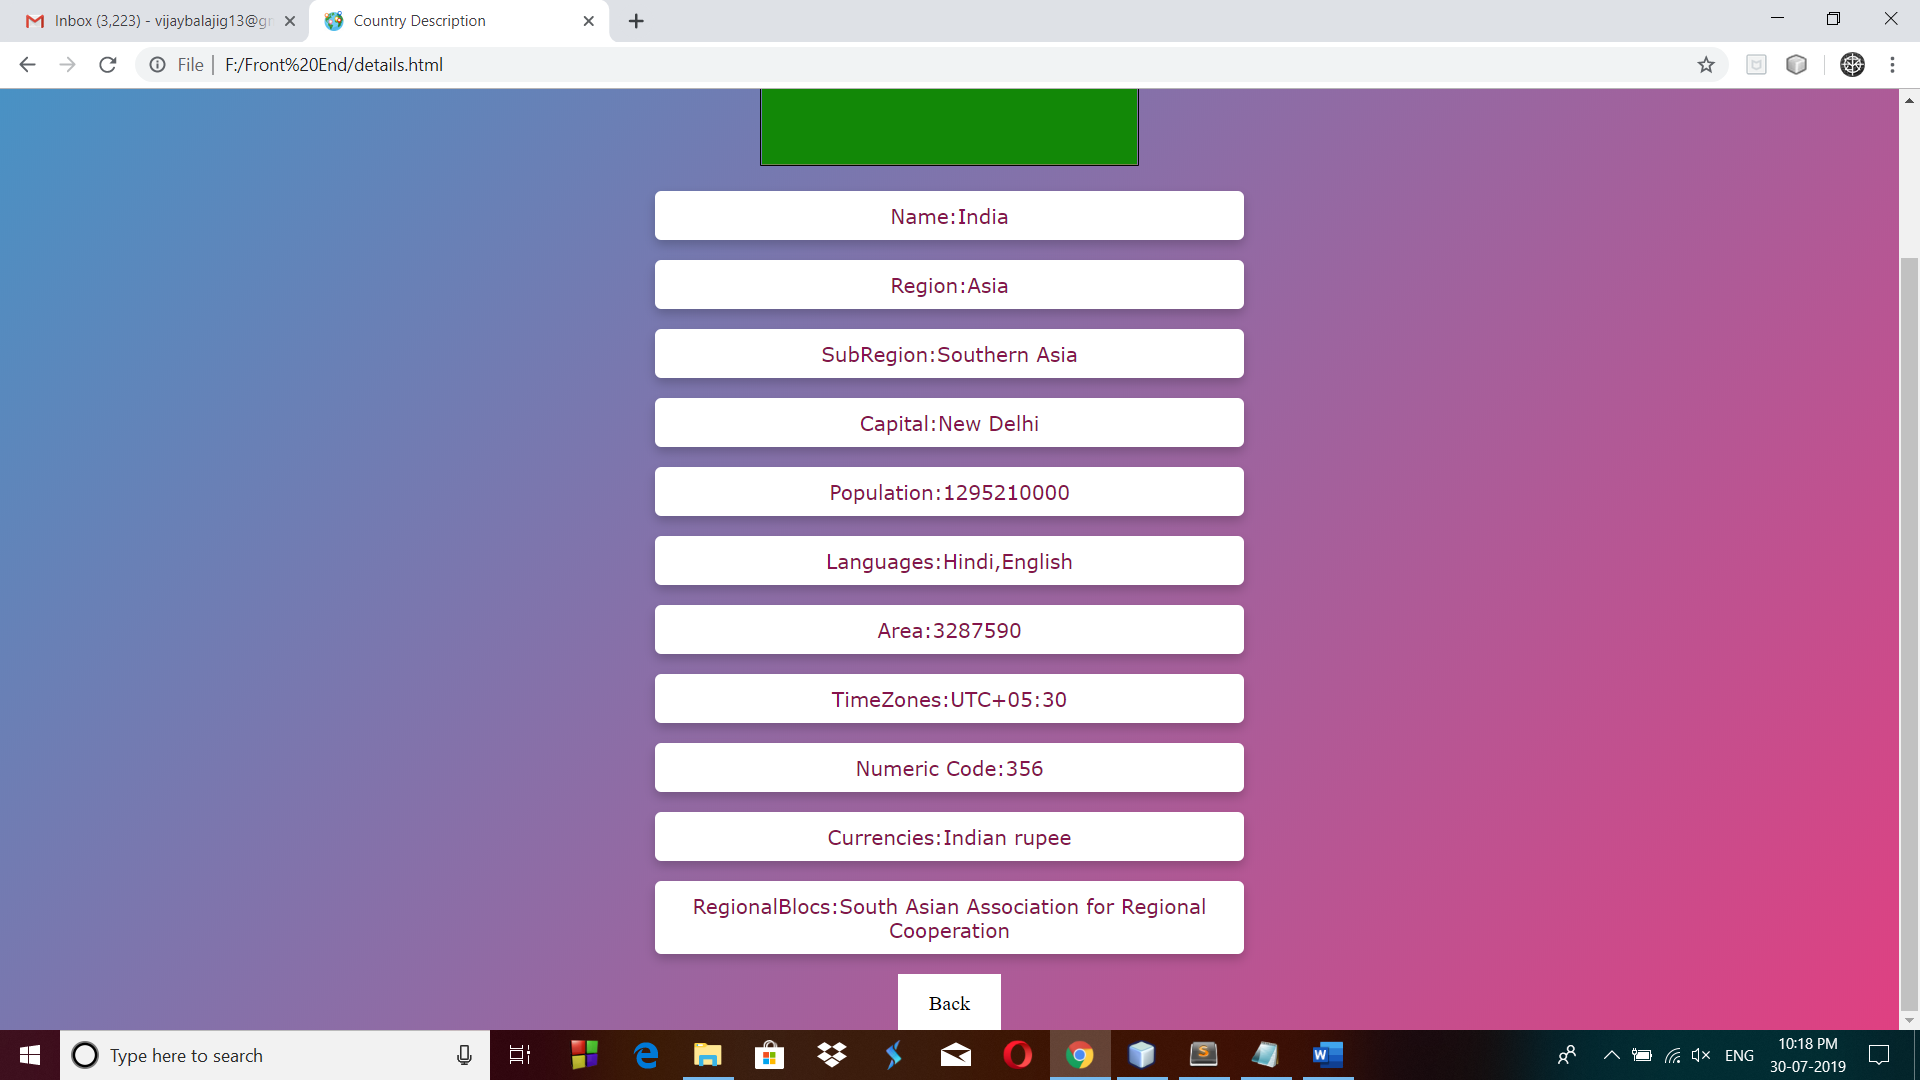 Inbox (3,223) - vijaybalajig13@gm
Country Description
File
F:/Front%20End/details.html
Name:India
Region:Asia
SubRegion:Southern Asia
Capital:New Delhi
Population:1295210000
Languages:Hindi,English
Area:3287590
TimeZones:UTC+05:30
Numeric Code:356
Currencies:Indian rupee
RegionalBlocs:South Asian Association for Regional
Cooperation
Back
Type here to search
ENG
10:18 PM
30-07-2019